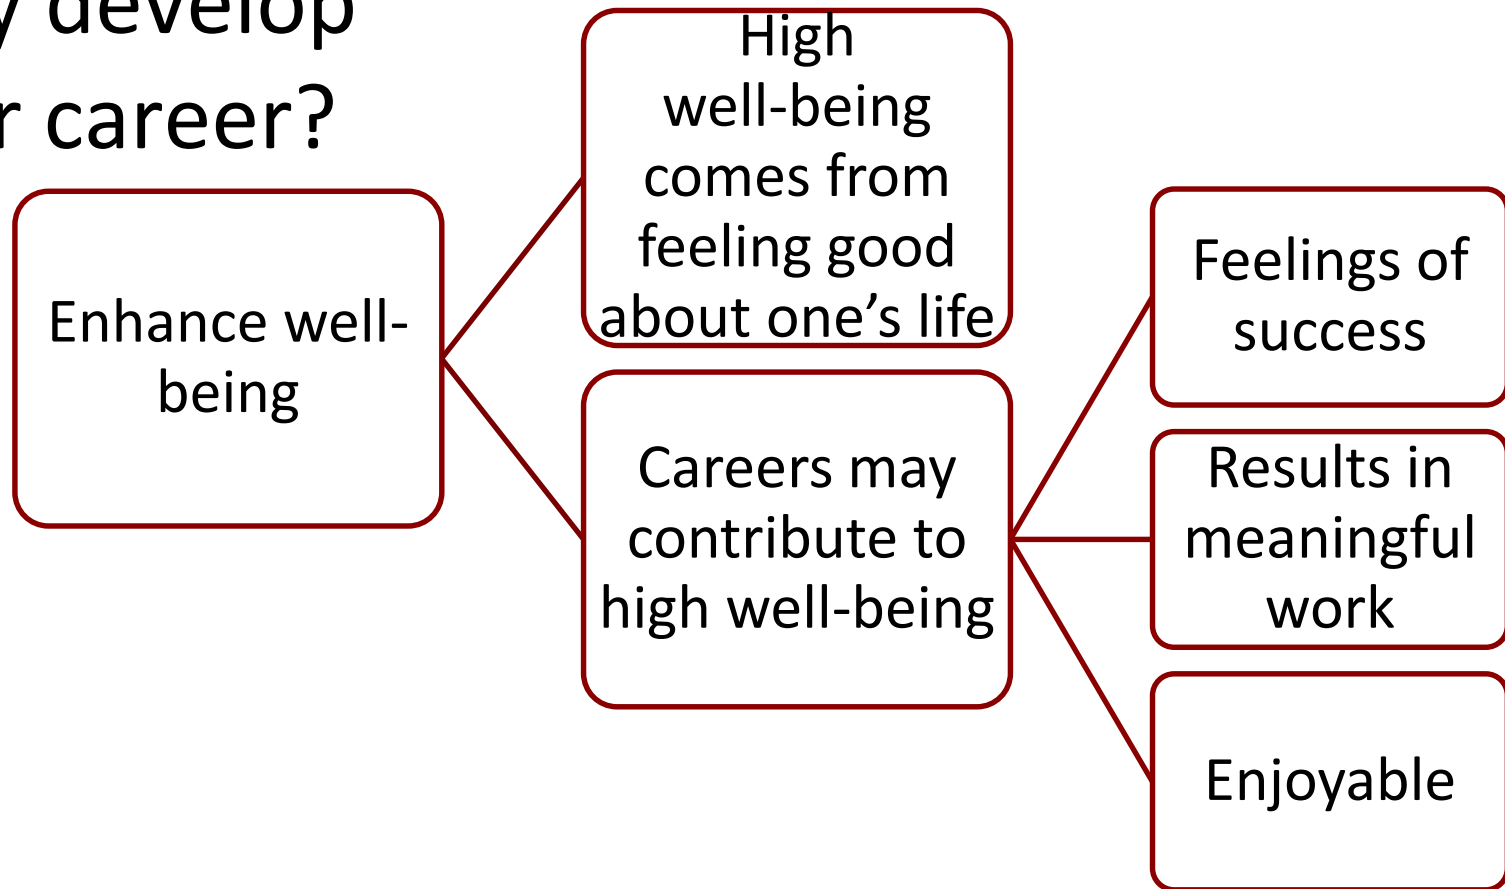 y develop
r career?
Enhance well-
being
High
well-being
comes from
feeling good
about one’s life
Careers may
contribute to
high well-being
Feelings of
success
Results in
meaningful
work
Enjoyable